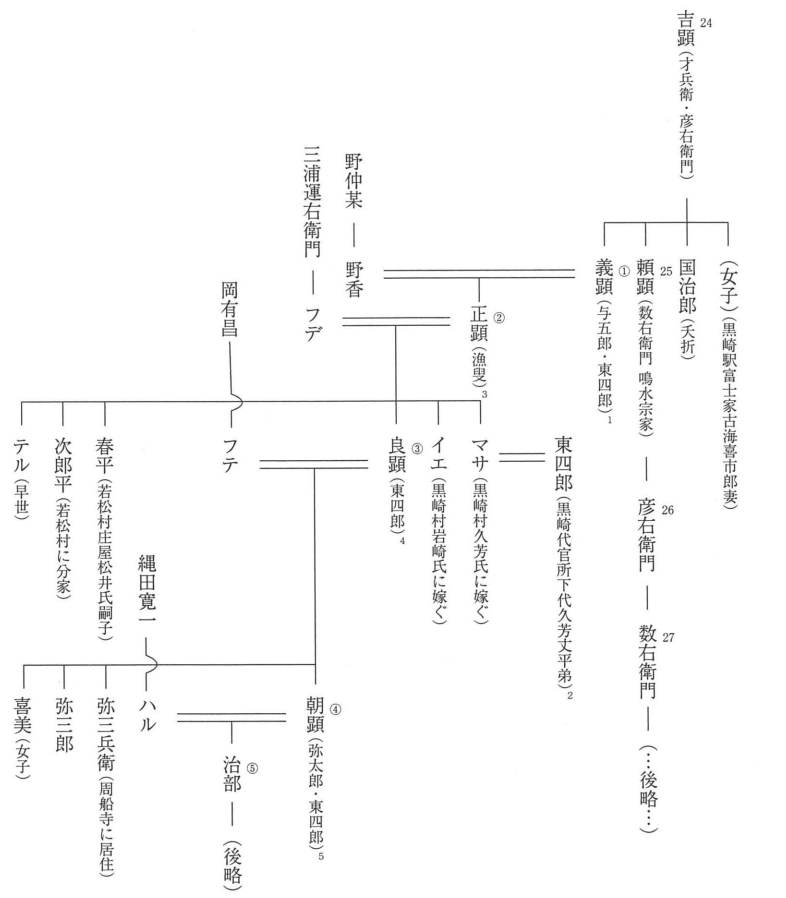 吉顕（才兵衛・彦右衛門） 24
（女子）（黒崎駅富士家古海喜市郎妻）
国治郎（夭折）
頼顕（数右衛門 鳴水宗家） 25
彦右衛門 26
数右衛門 27
（…後略…）
義顕（与五郎・東四郎）1 ①
野仲某
野香
正顕（漁叟）3 ②
三浦運右衛門
フデ
東四郎（黒崎代官所下代久芳丈平弟）2
マサ（黒崎村久芳氏に嫁ぐ）
イエ（黒崎村岩崎氏に嫁ぐ）
良顕（東四郎）4 ③
岡有昌
フテ
春平（若松村庄屋松井氏嗣子）
次郎平（若松村に分家）
テル（早世）
朝顕（弥太郎・東四郎）5 ④
縄田寛一
ハル
治部 ⑤
（後略）
弥三兵衛（周船寺に居住）
弥三郎
喜美（女子）